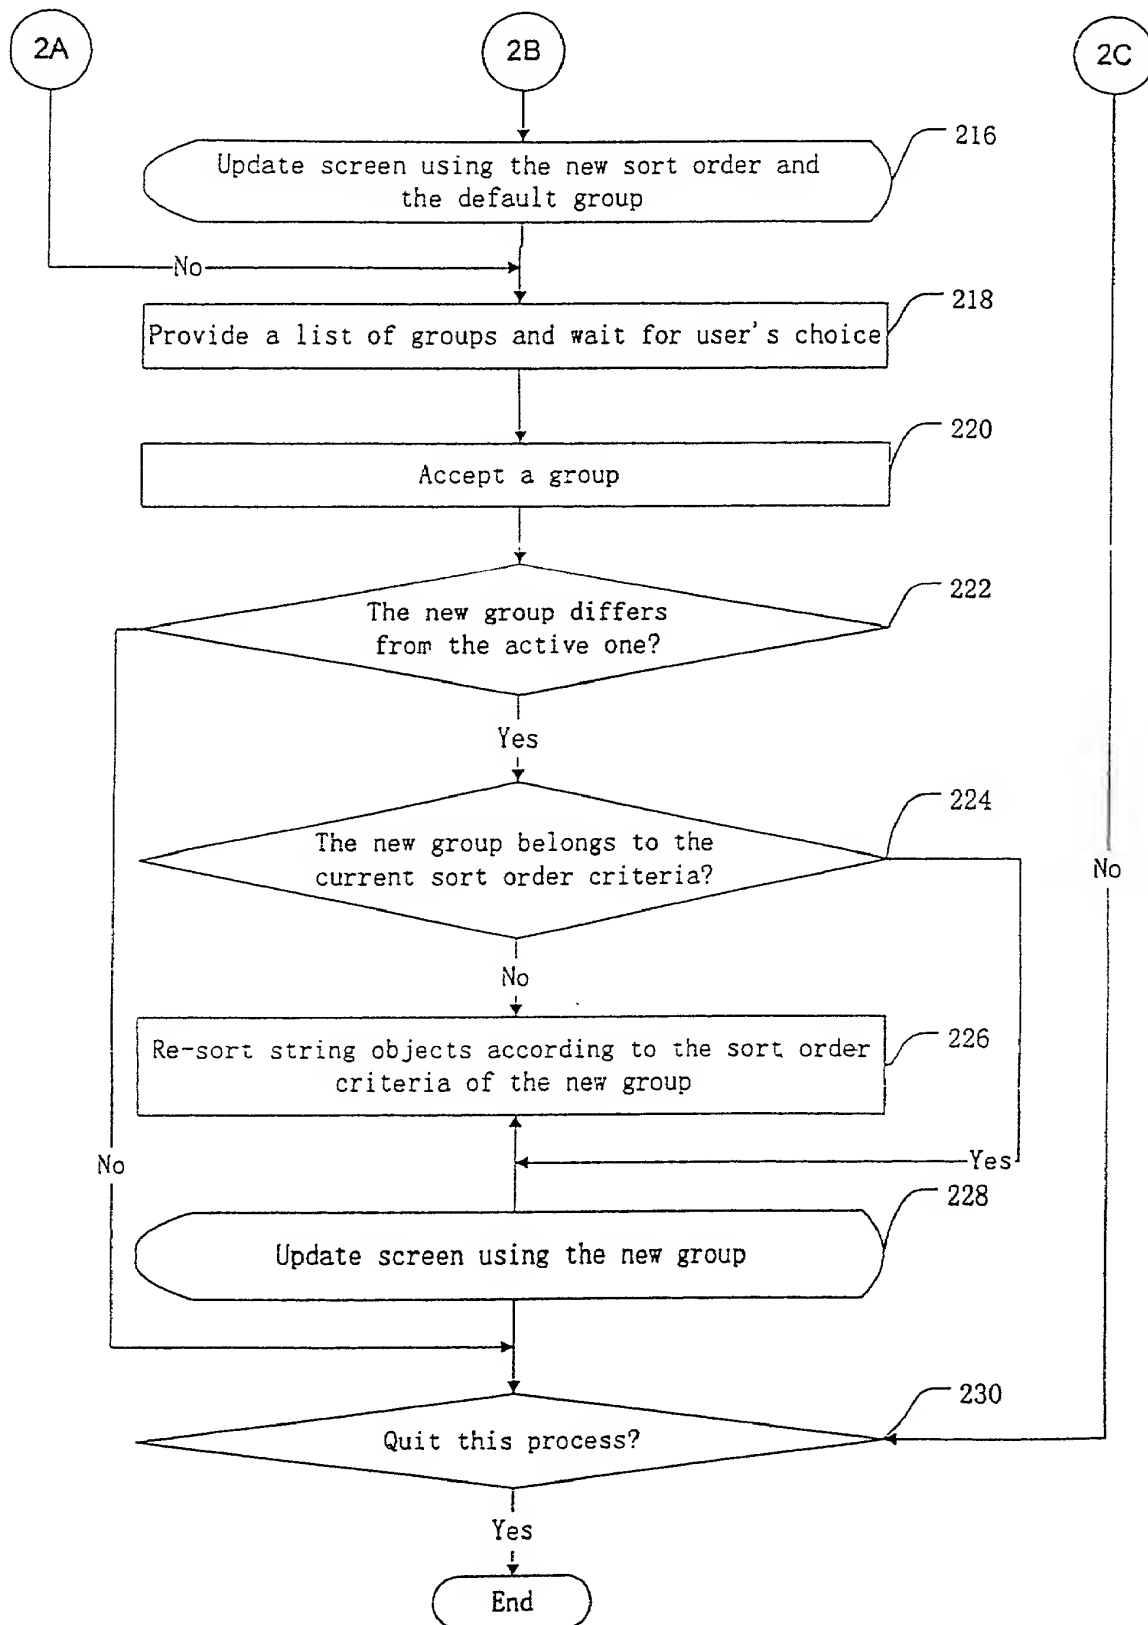 2A
2B
2C
Update screen using the new sort order and
the default group
216
No
Provide a list of groups and wait for user's choice
218
Accept a group
220
The new group differs
from the active one?
222
Yes
The new group belongs to the
current sort order criteria?
224
No
No
Re-sort string objects according to the sort order
criteria of the new group
226
No
Yes
Update screen using the new group
228
Quit this process?
230
Yes
End